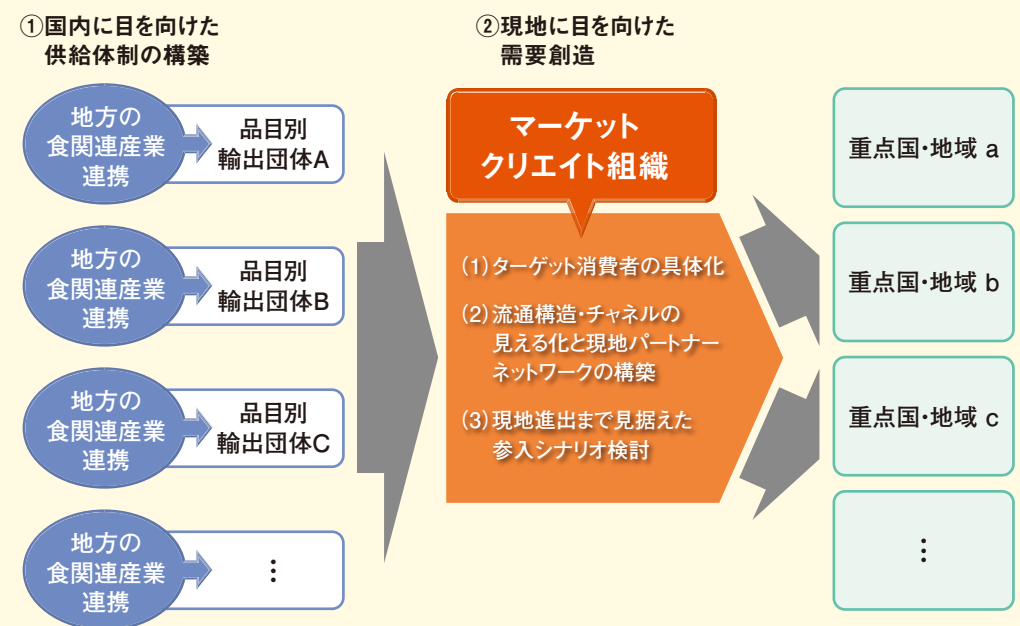 ①国内に目を向けた
供給体制の構築
地方の
食関連産業
連携
品目別
輸出団体A
地方の
食関連産業
連携
品目別
輸出団体B
地方の
食関連産業
連携
品目別
輸出団体C
地方の
食関連産業
連携
⋮
②現地に目を向けた
需要創造
マーケット
クリエイト組織
(1)ターゲット消費者の具体化
(2)流通構造・チャネルの
見える化と現地パートナー
ネットワークの構築
(3)現地進出まで見据えた
参入シナリオ検討
重点国・地域 a
重点国・地域 b
重点国・地域 c
⋮